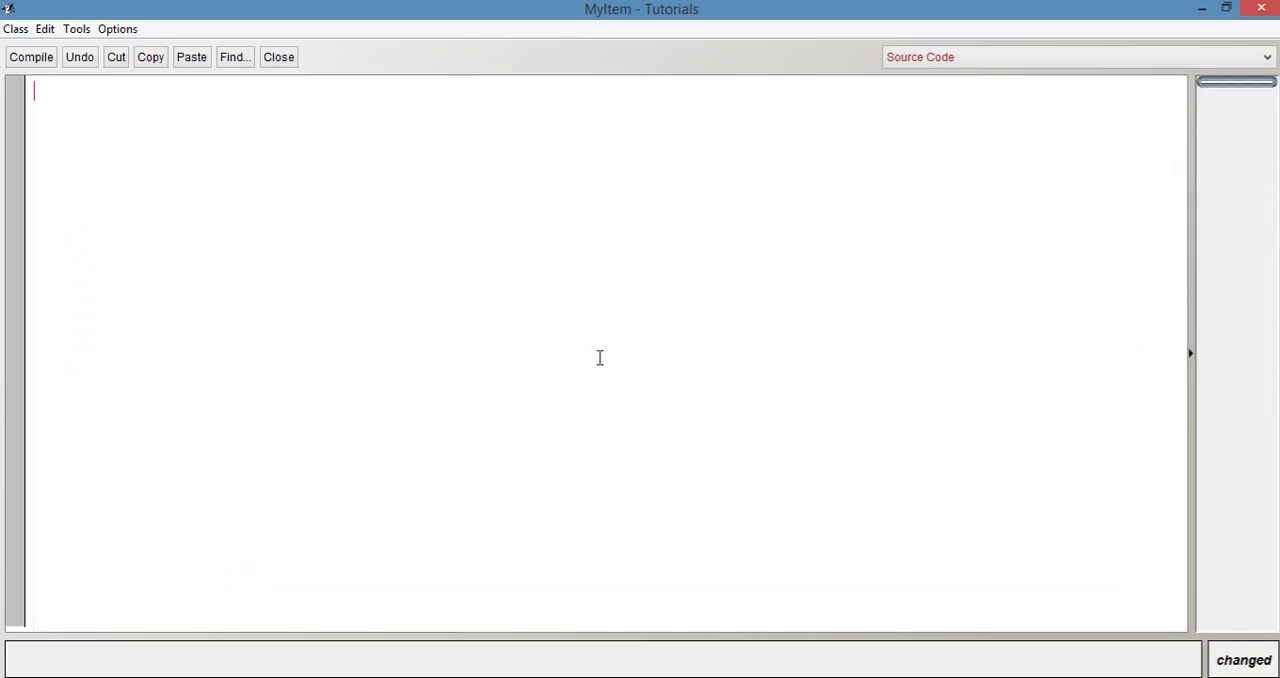 MyItem - Tutorials
Class Edit Tools Options
Compile Undo Cut Copy Paste Find... Close Source Code
changed